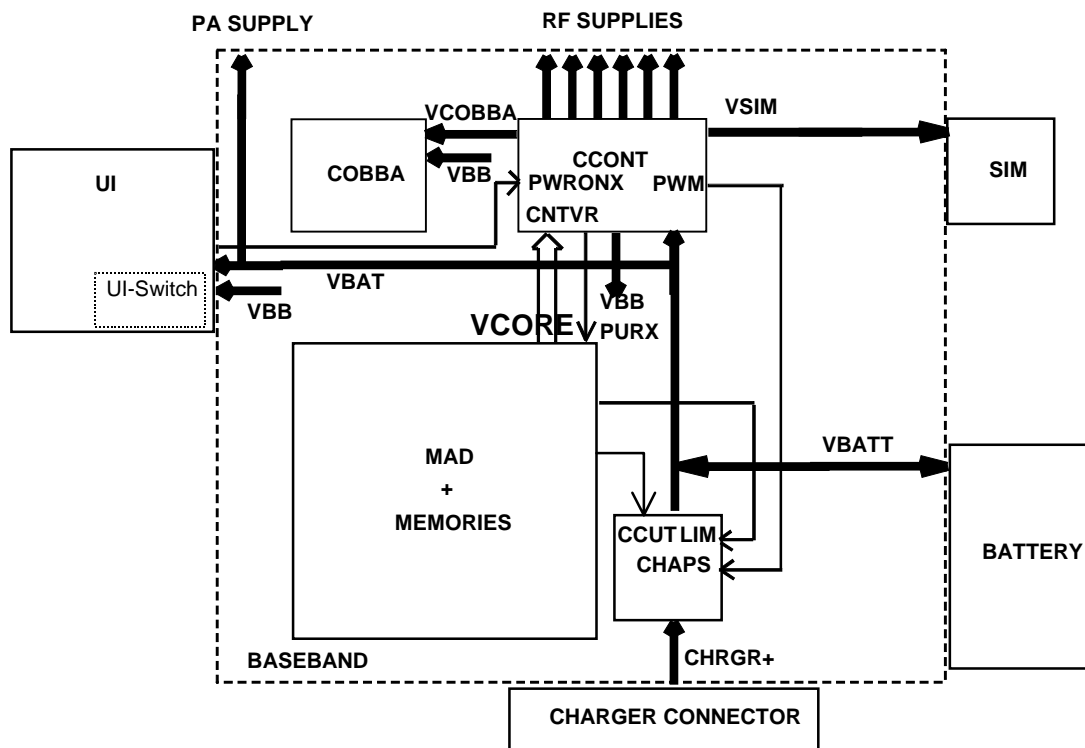 PA SUPPLY
RF SUPPLIES
VCOBBA
VSIM
CCONT
COBBA
VBB
PWRONX
PWM
SIM
UI
CNTVR
UI-Switch
VBAT
VBB
VBB
VCORE
PURX
MAD
+
MEMORIES
VBATT
CCUT LIM
CHAPS
BATTERY
BASEBAND
CHRGR+
CHARGER CONNECTOR